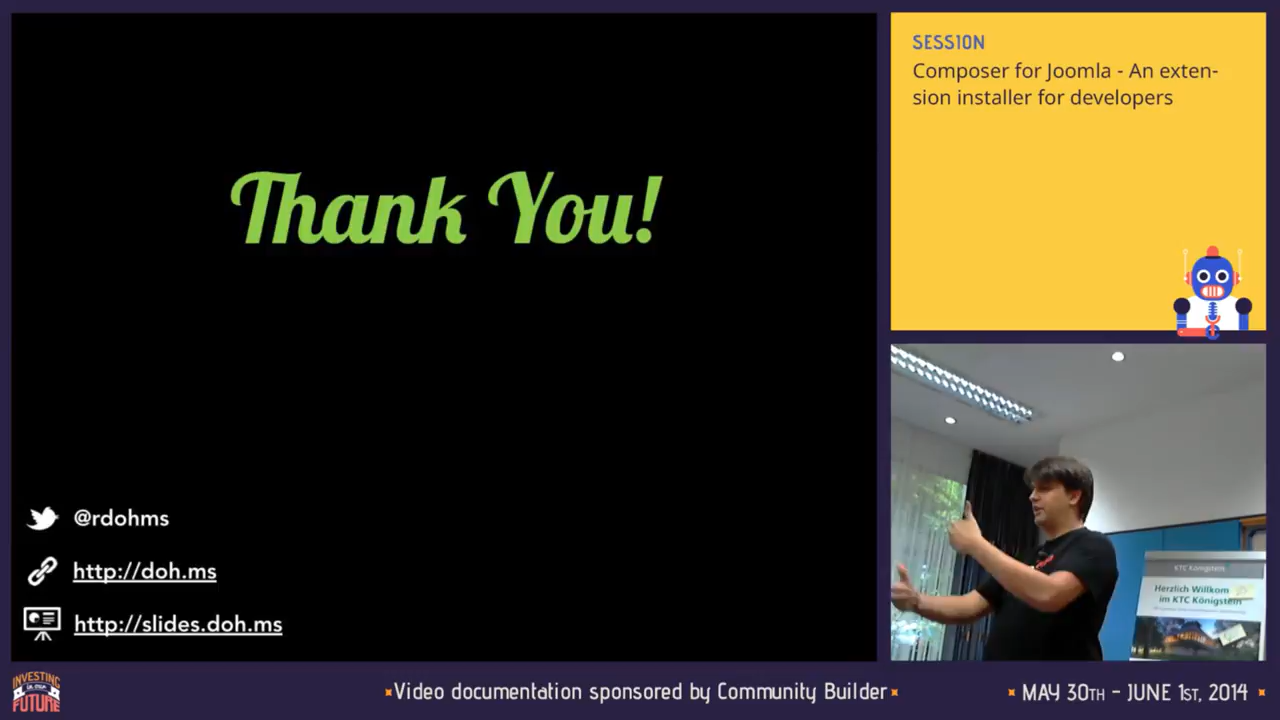 Thank You!
@rdohms
http://doh.ms
http://slides.doh.ms
SESSION
Composer for Joomla - An exten-
sion installer for developers
KTC Königstein
Herzlich Willkom
im KTC Königstein
INVESTING
FUTURE
Video documentation sponsored by Community Builder
MAY 30TH - JUNE 1ST, 2014